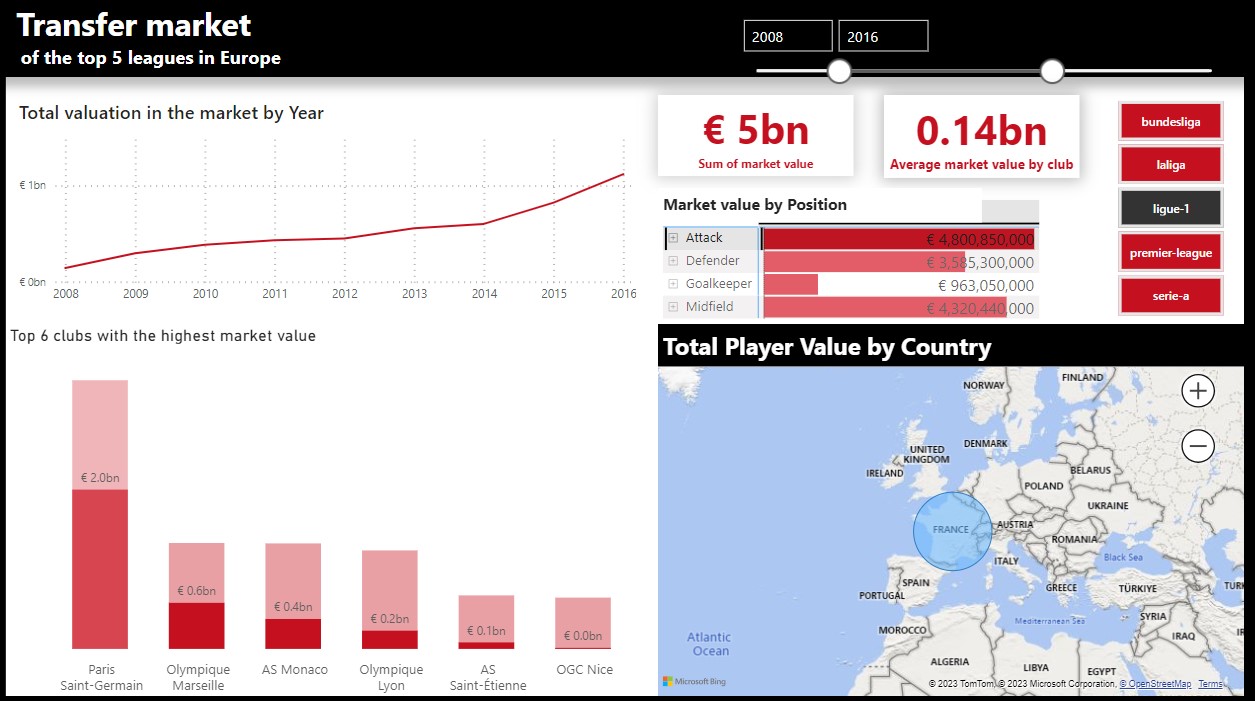 Transfer market
of the top 5 leagues in Europe
2008
2016
Total valuation in the market by Year
€ 1bn
€ 0bn
2008 2009 2010 2011 2012 2013 2014 2015 2016
€ 5bn
Sum of market value
0.14bn
Average market value by club
bundesliga
laliga
ligue-1
premier-league
serie-a
Market value by Position
Attack € 4,800,850,000
Defender € 3,585,300,000
Goalkeeper € 963,050,000
Midfield € 4,320,440,000
Top 6 clubs with the highest market value
€ 2.0bn
€ 0.6bn
€ 0.4bn
€ 0.2bn
€ 0.1bn
€ 0.0bn
Paris
Saint-Germain
Olympique
Marseille
AS Monaco
Olympique
Lyon
AS
Saint-Étienne
OGC Nice
Total Player Value by Country
FINLAND
NORWAY
DENMARK
UNITED
KINGDOM
IRELAND
BELARUS
POLAND
UKRAINE
FRANCE
AUSTRIA
ROMANIA
Black Sea
ITALY
SPAIN
GREECE
TÜRKIYE
PORTUGAL
Mediterranean Sea
SYRIA
MOROCCO
IRAQ
Atlantic
Ocean
ALGERIA
LIBYA
EGYPT
Microsoft Bing
© 2023 TomTom, © 2023 Microsoft Corporation, © OpenStreetMap Terms